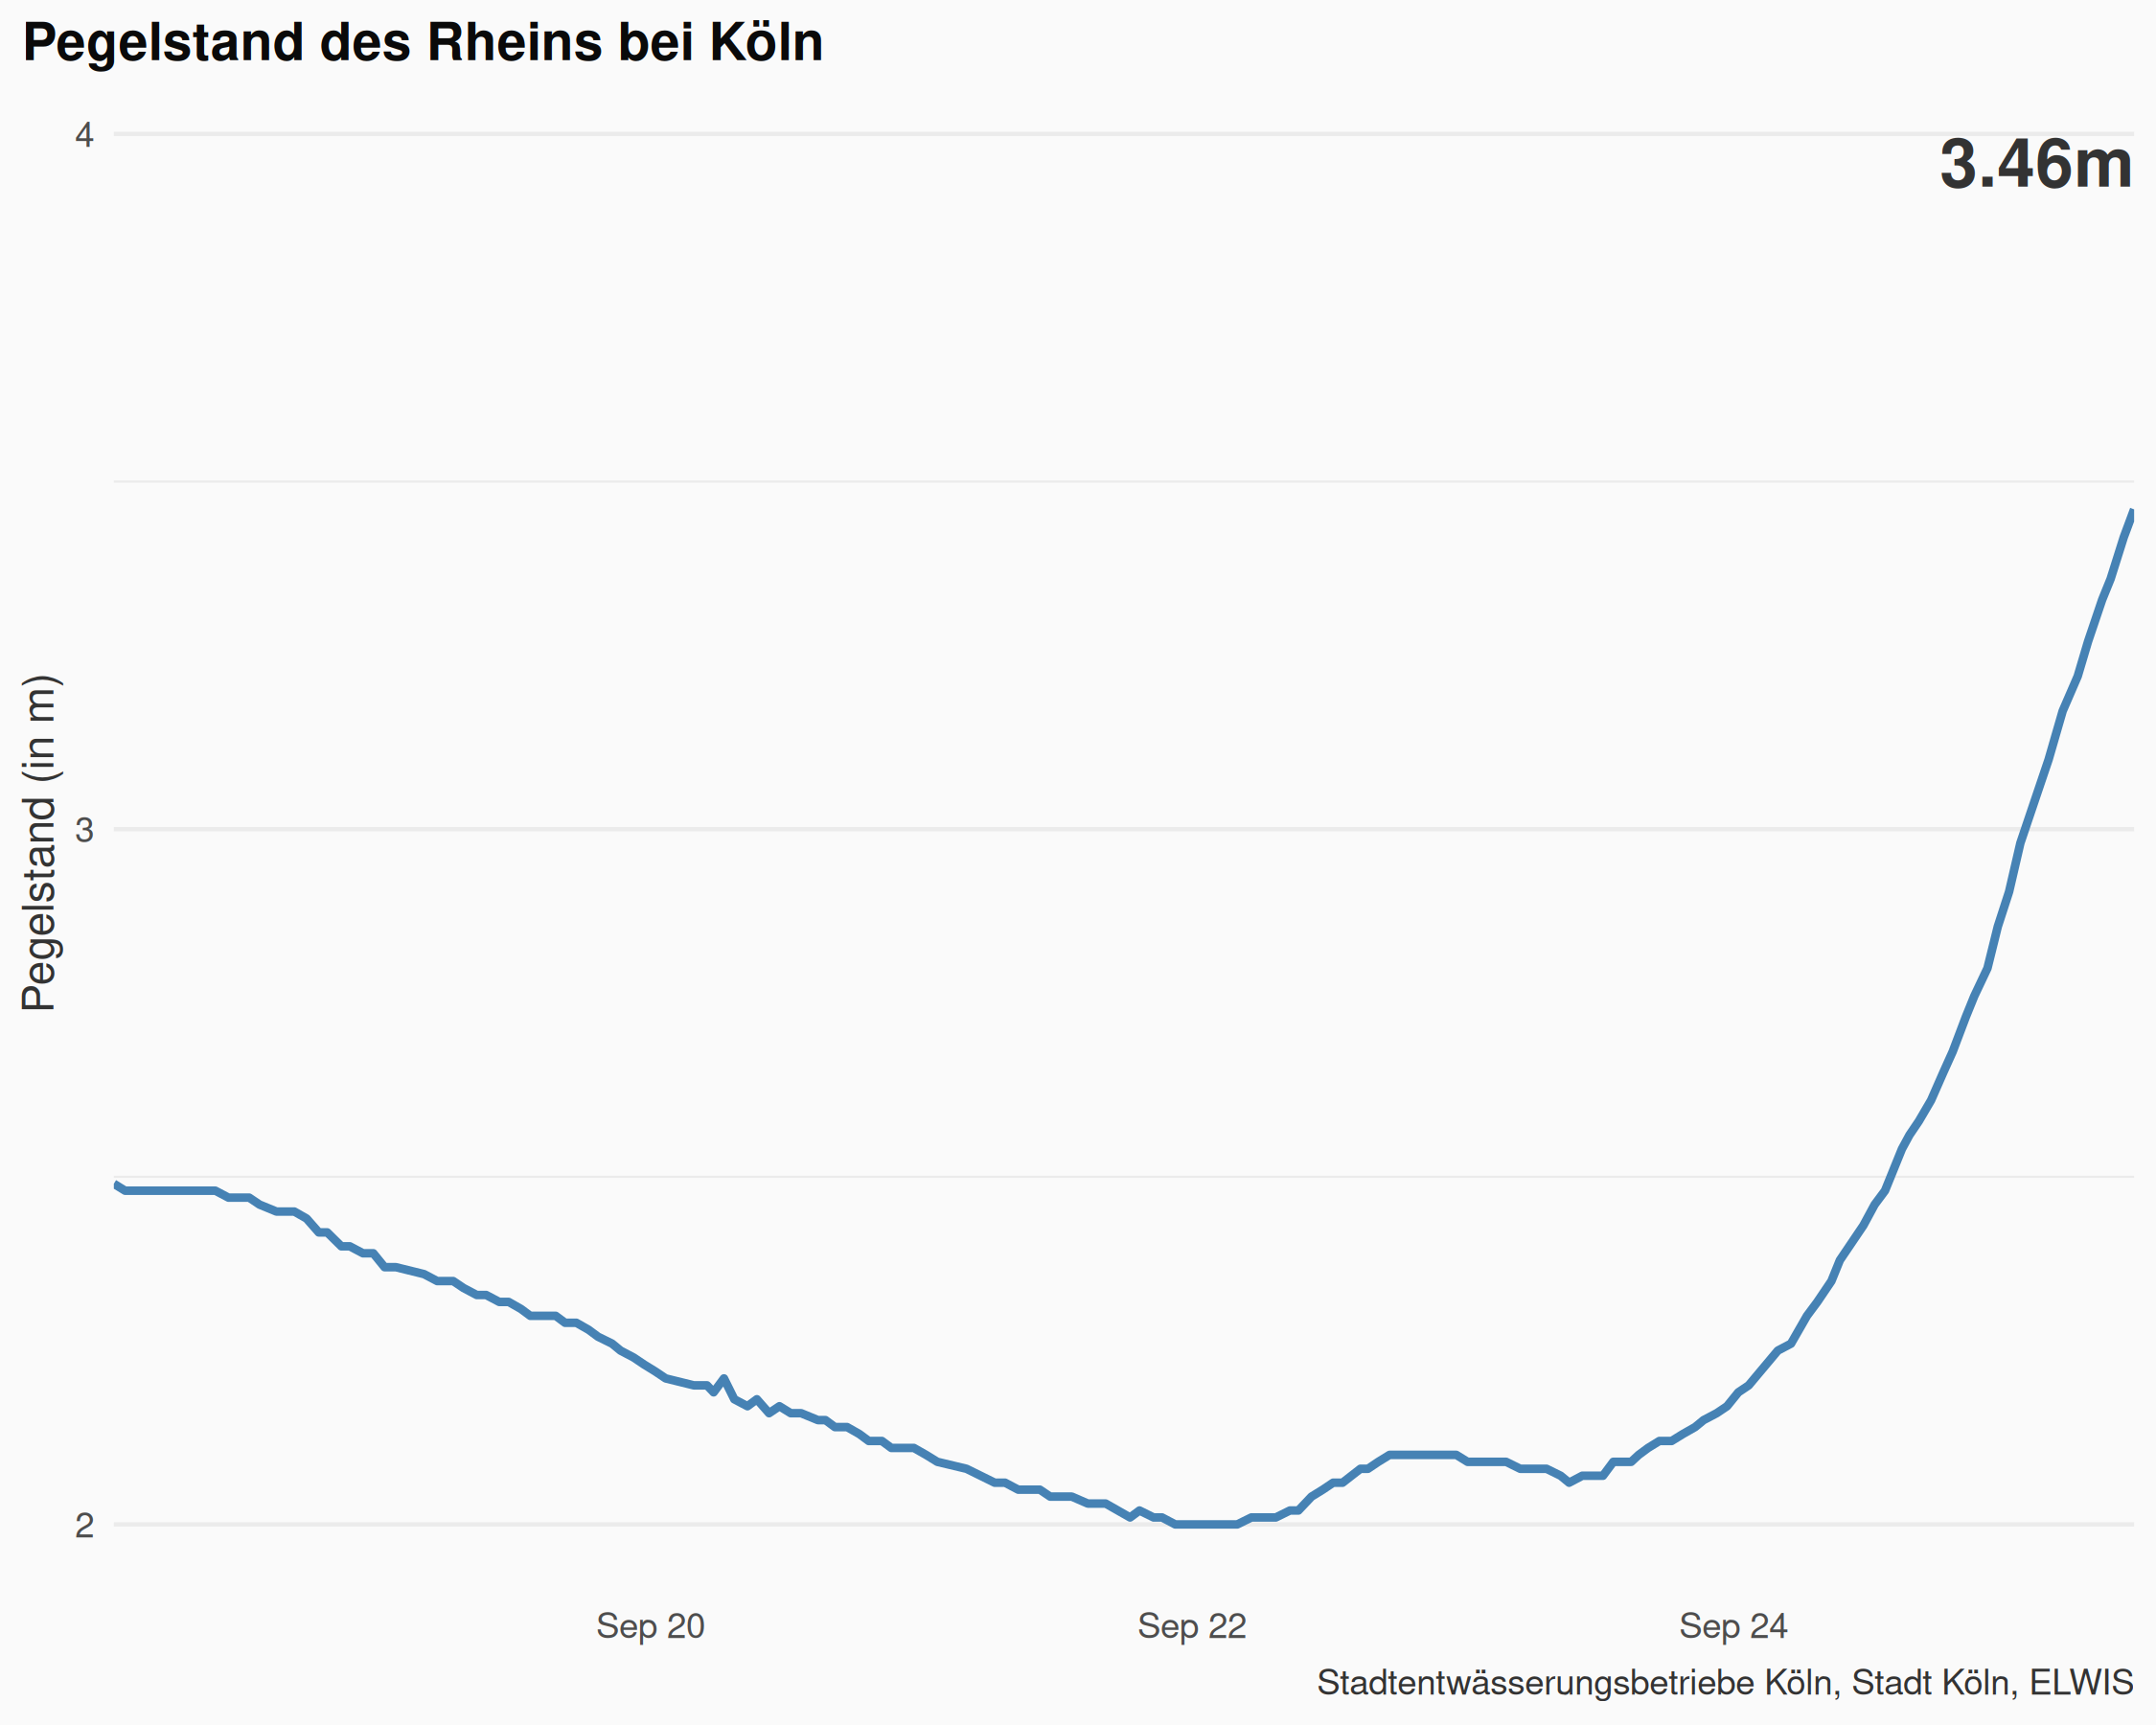 Pegelstand des Rheins bei Köln
4
3.46m
Pegelstand (in m)
3
2
Sep 20
Sep 22
Sep 24
Stadtentwässerungsbetriebe Köln, Stadt Köln, ELWIS